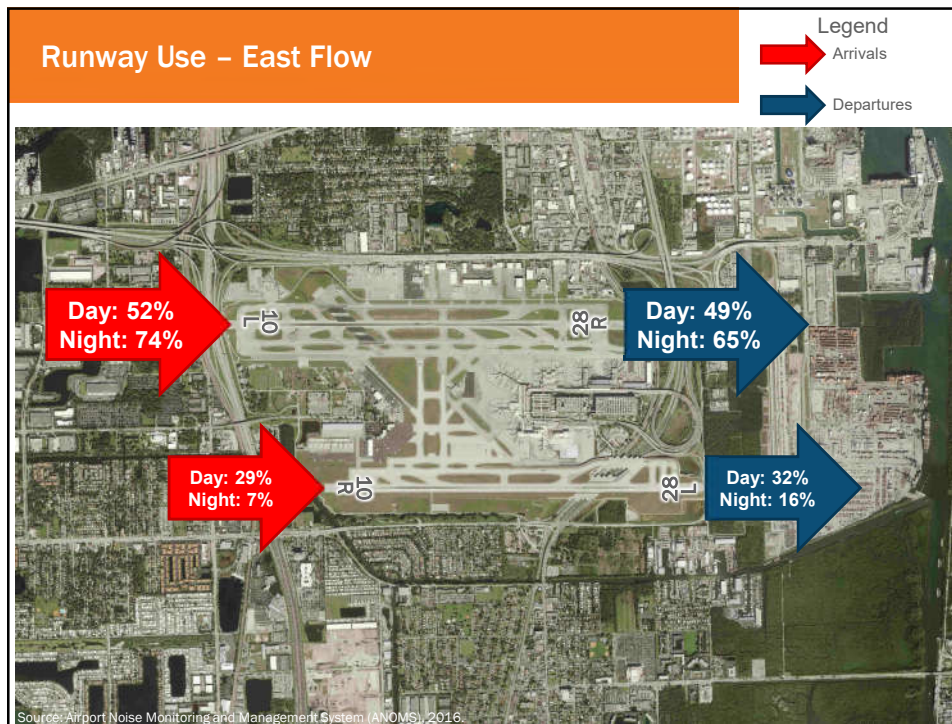 Runway Use – East Flow
Legend
Arrivals
Departures
Day: 52%
Night: 74%
10
L
28
R
Day: 49%
Night: 65%
Day: 29%
Night: 7%
10
R
28
L
Day: 32%
Night: 16%
Source: Airport Noise Monitoring and Management System (ANOMS), 2016.